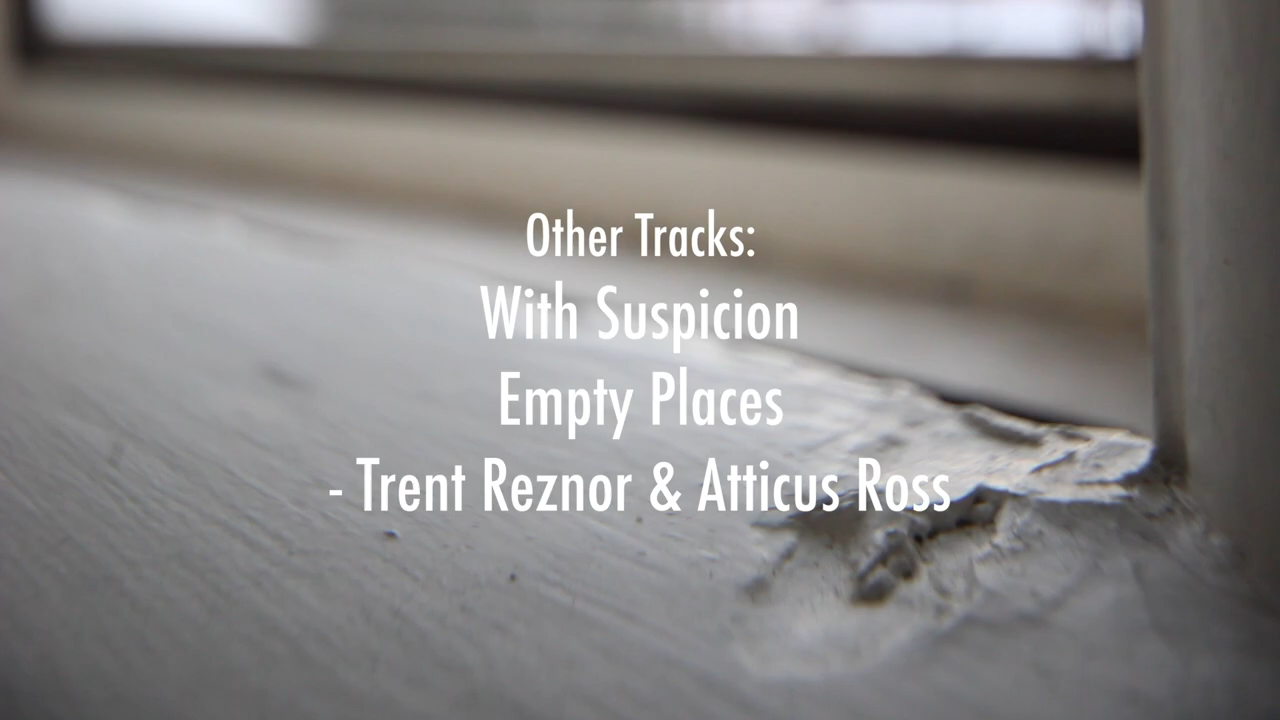 Other Tracks:
With Suspicion
Empty Places
- Trent Reznor & Atticus Ross